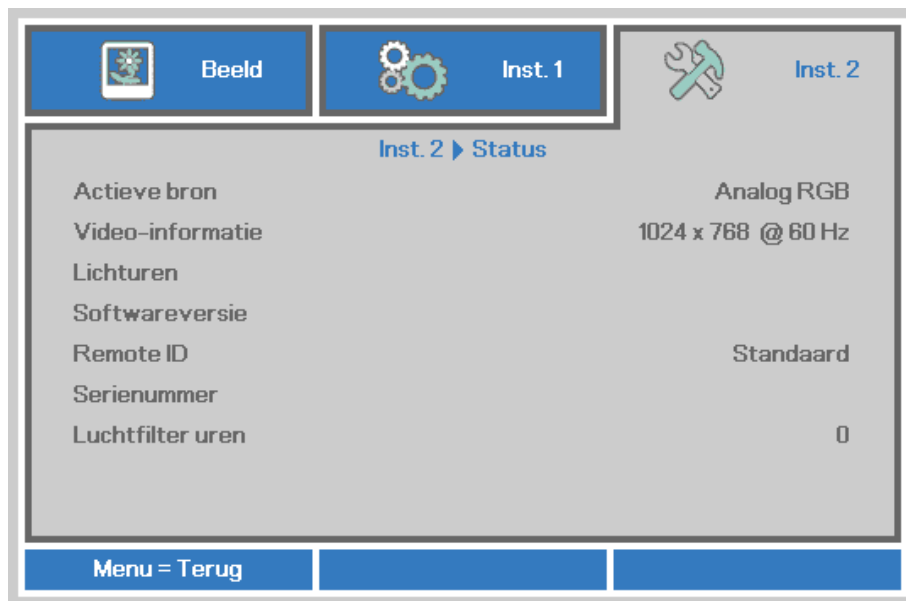 Beeld Inst. 1 Inst. 2
Inst. 2 ▶ Status
Actieve bron Analog RGB
Video-informatie 1024 x 768 @ 60 Hz
Lichturen
Softwareversie
Remote ID Standaard
Serienummer
Luchtfilter uren 0
Menu = Terug